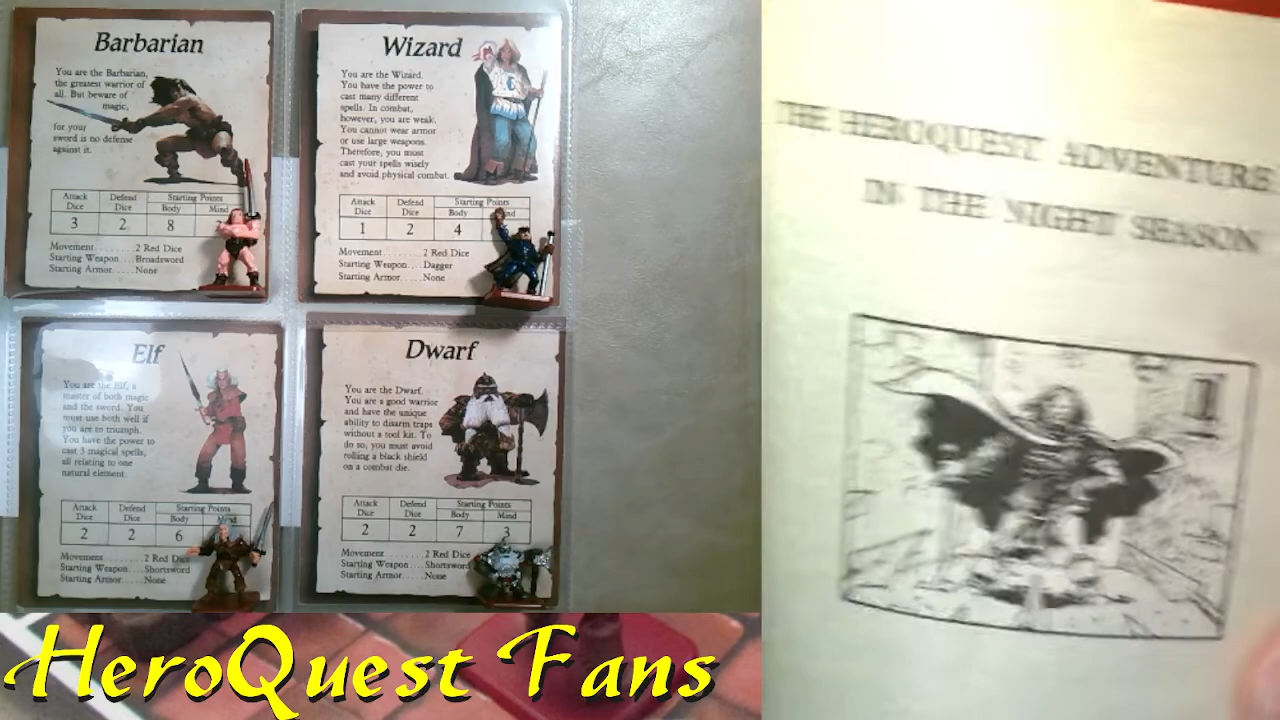 Barbarian
You are the Barbarian,
the greatest warrior of
all. But beware of
magic,
for your
sword is no defense
against it.
Attack Dice Defend Dice Starting Points
Body Mind
3 2 8
Movement........2 Red Dice
Starting Weapon...Broadsword
Starting Armor.....None
Wizard
You are the Wizard.
You have the power to
cast many different
spells. In combat,
however, you are weak.
You cannot wear armor
or use large weapons.
Therefore, you must
cast your spells wisely
and avoid physical combat.
Attack Dice Defend Dice Starting Points
Body
1 2 4
Movement........2 Red Dice
Starting Weapon....Dagger
Starting Armor.....None
Elf
You are the Elf, a
master of both magic
and the sword. You
must use both well if
you are to triumph.
You have the power to
cast 3 magical spells,
all relating to one
natural element.
Attack Dice Defend Dice Starting Points
Body Mind
2 2 6
Movement........2 Red Dice
Starting Weapon....Shortsword
Starting Armor.....None
Dwarf
You are the Dwarf.
You are a good warrior
and have the unique
ability to disarm traps
without a tool kit. To
do so, you must avoid
rolling a black shield
on a combat die.
Attack Dice Defend Dice Starting Points
Body Mind
2 2 7 3
Movement........2 Red Dice
Starting Weapon....Shortsword
Starting Armor.....None
HeroQuest Fans
THE HEROQUEST ADVENTURE
IN THE NIGHT SEASON